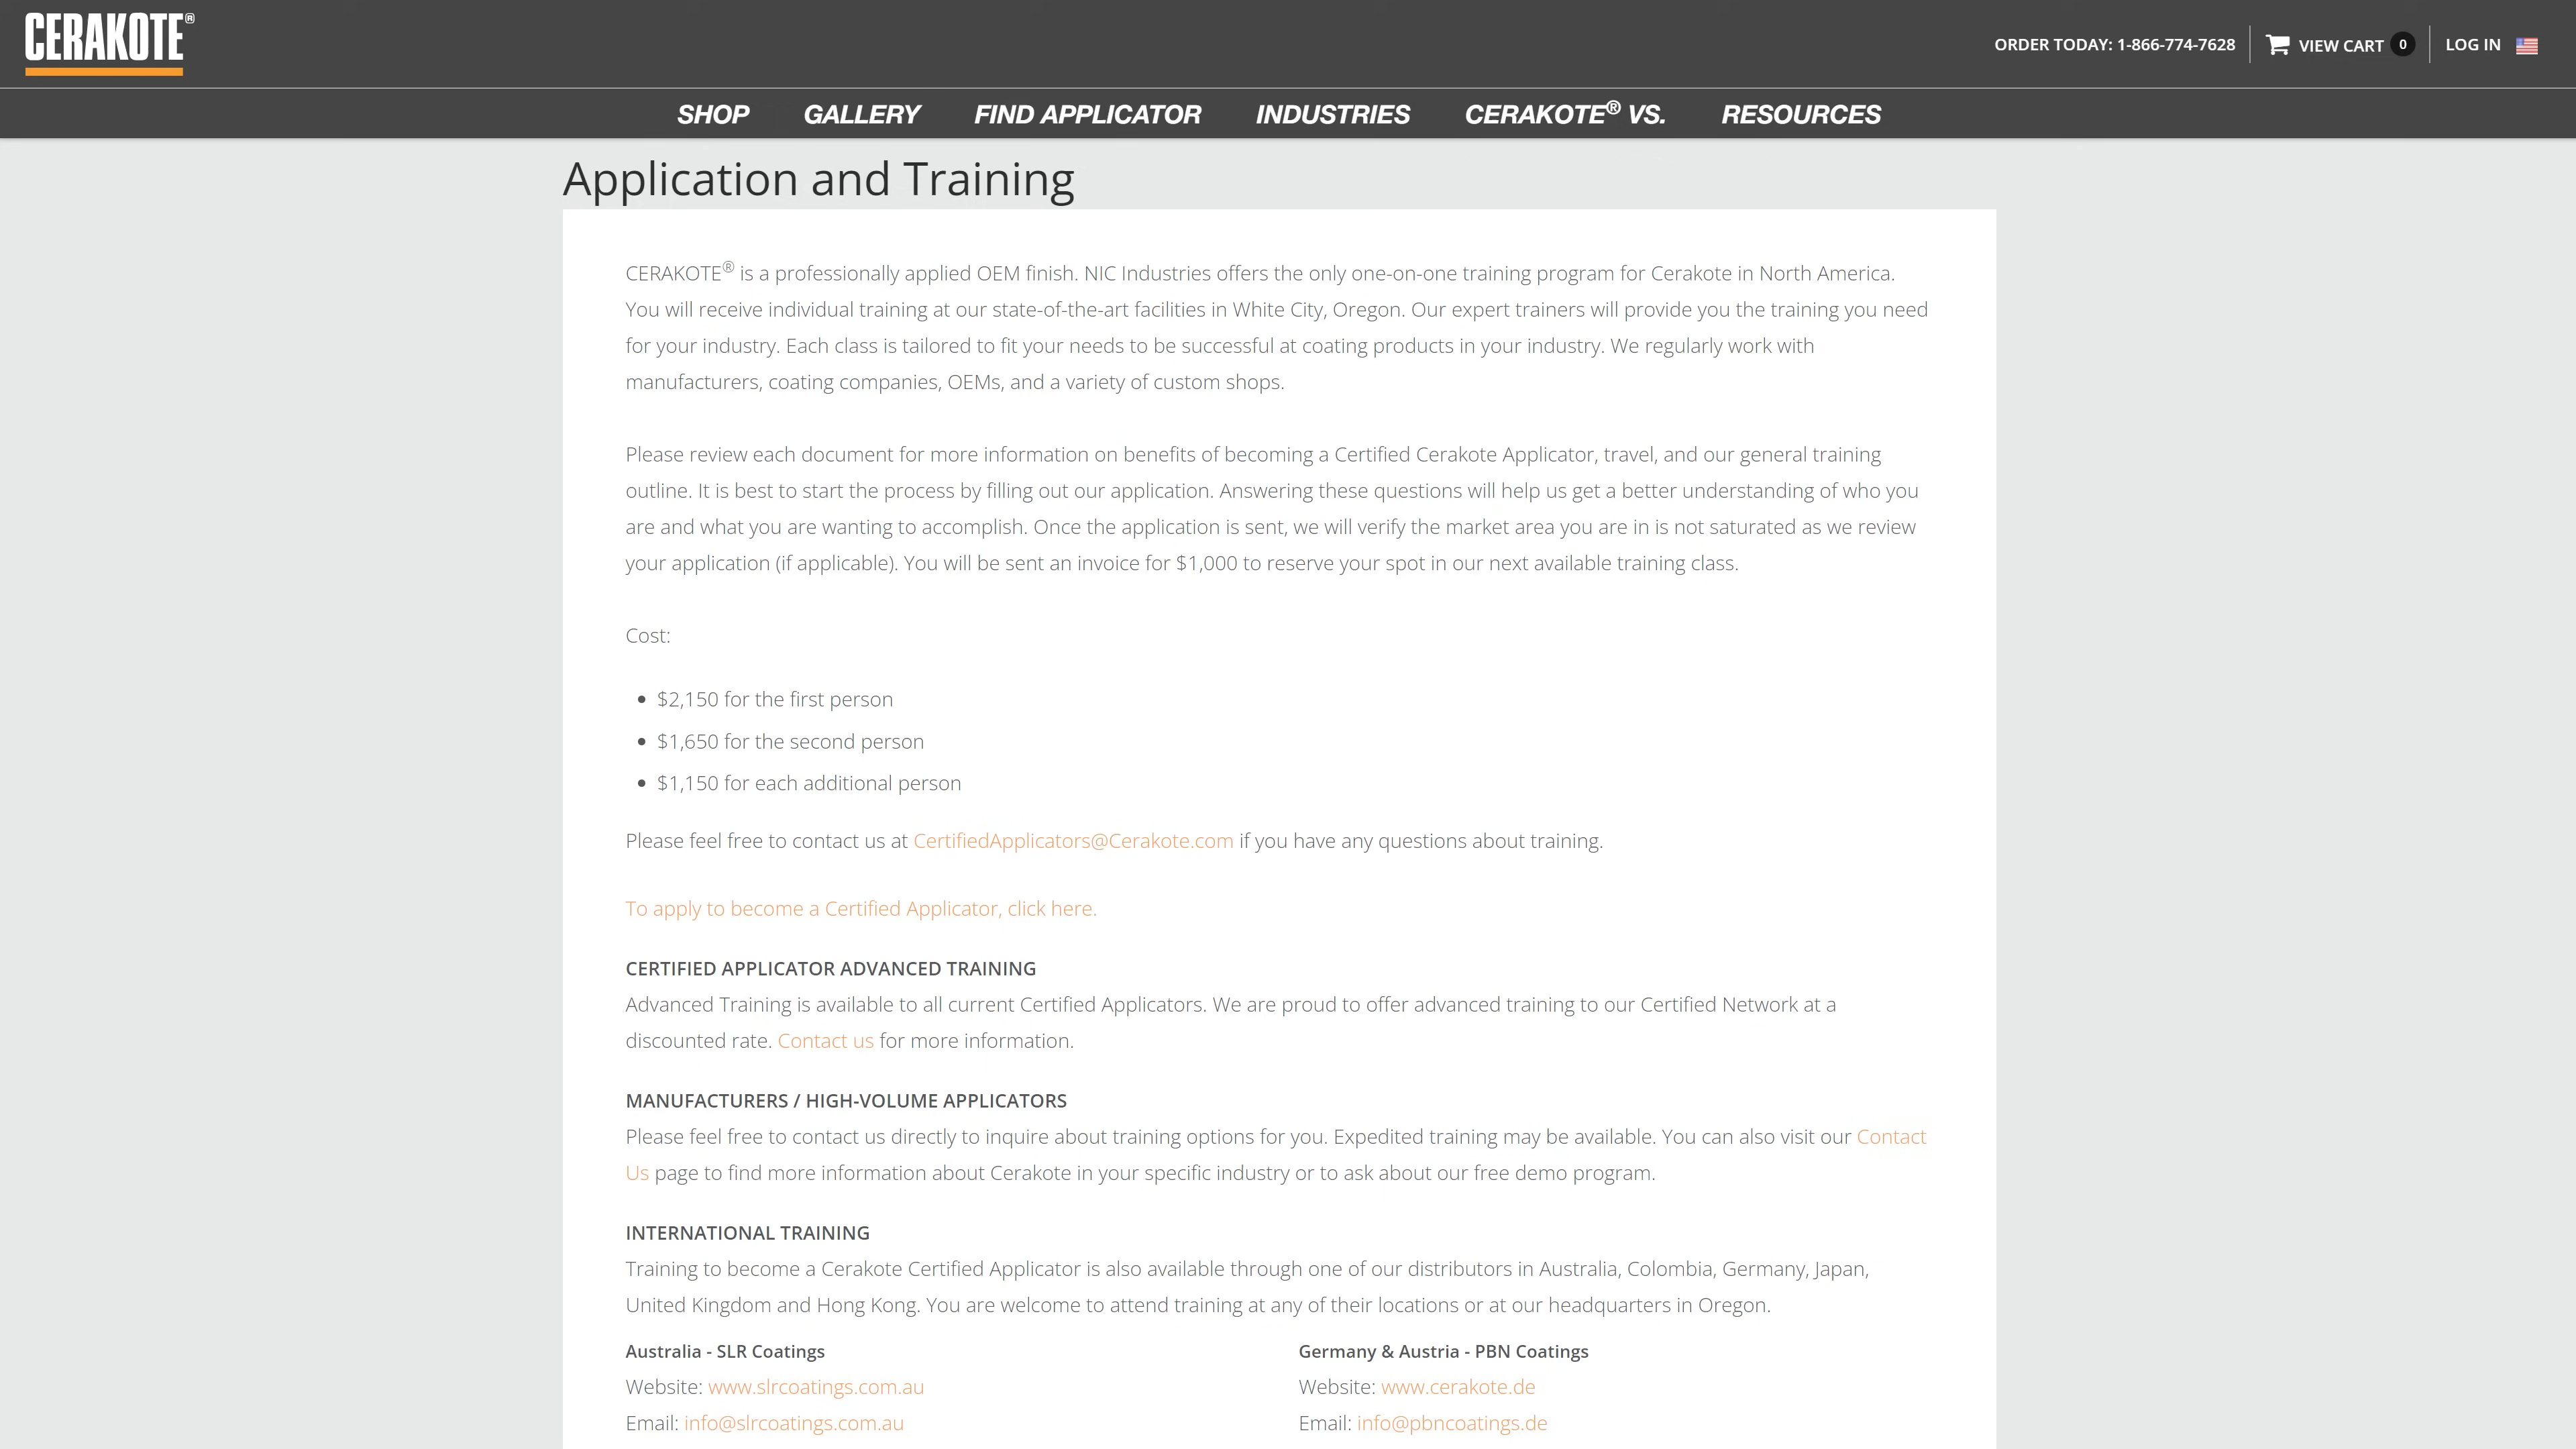 CERAKOTE®
ORDER TODAY: 1-866-774-7628
VIEW CART 0
LOG IN
SHOP GALLERY FIND APPLICATOR INDUSTRIES CERAKOTE® VS. RESOURCES
Application and Training
CERAKOTE® is a professionally applied OEM finish. NIC Industries offers the only one-on-one training program for Cerakote in North America.
You will receive individual training at our state-of-the-art facilities in White City, Oregon. Our expert trainers will provide you the training you need
for your industry. Each class is tailored to fit your needs to be successful at coating products in your industry. We regularly work with
manufacturers, coating companies, OEMs, and a variety of custom shops.
Please review each document for more information on benefits of becoming a Certified Cerakote Applicator, travel, and our general training
outline. It is best to start the process by filling out our application. Answering these questions will help us get a better understanding of who you
are and what you are wanting to accomplish. Once the application is sent, we will verify the market area you are in is not saturated as we review
your application (if applicable). You will be sent an invoice for $1,000 to reserve your spot in our next available training class.
Cost:
• $2,150 for the first person
• $1,650 for the second person
• $1,150 for each additional person
Please feel free to contact us at CertifiedApplicators@Cerakote.com if you have any questions about training.
To apply to become a Certified Applicator, click here.
CERTIFIED APPLICATOR ADVANCED TRAINING
Advanced Training is available to all current Certified Applicators. We are proud to offer advanced training to our Certified Network at a
discounted rate. Contact us for more information.
MANUFACTURERS / HIGH-VOLUME APPLICATORS
Please feel free to contact us directly to inquire about training options for you. Expedited training may be available. You can also visit our Contact
Us page to find more information about Cerakote in your specific industry or to ask about our free demo program.
INTERNATIONAL TRAINING
Training to become a Cerakote Certified Applicator is also available through one of our distributors in Australia, Colombia, Germany, Japan,
United Kingdom and Hong Kong. You are welcome to attend training at any of their locations or at our headquarters in Oregon.
Australia - SLR Coatings
Website: www.slrcoatings.com.au
Email: info@slrcoatings.com.au
Germany & Austria - PBN Coatings
Website: www.cerakote.de
Email: info@pbncoatings.de